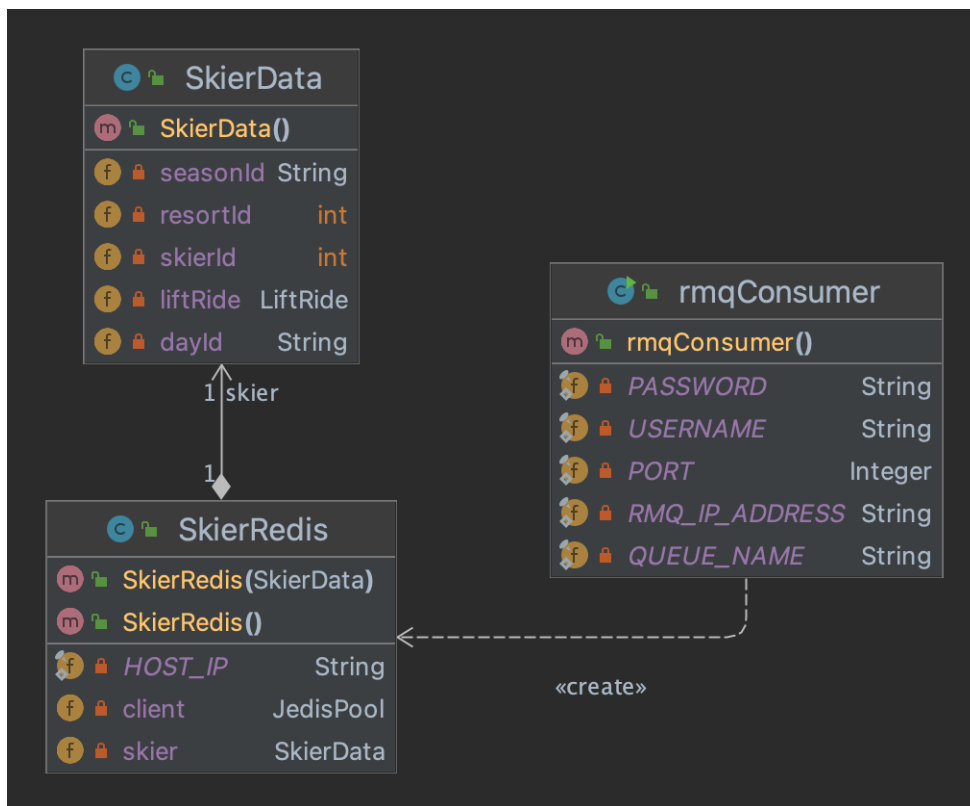 SkierData
SkierData()
seasonId String
resortId int
skierId int
liftRide LiftRide
dayId String
1 skier
1
SkierRedis
SkierRedis(SkierData)
SkierRedis()
HOST_IP String
client JedisPool
skier SkierData
rmqConsumer
rmqConsumer()
PASSWORD String
USERNAME String
PORT Integer
RMQ_IP_ADDRESS String
QUEUE_NAME String
«create»